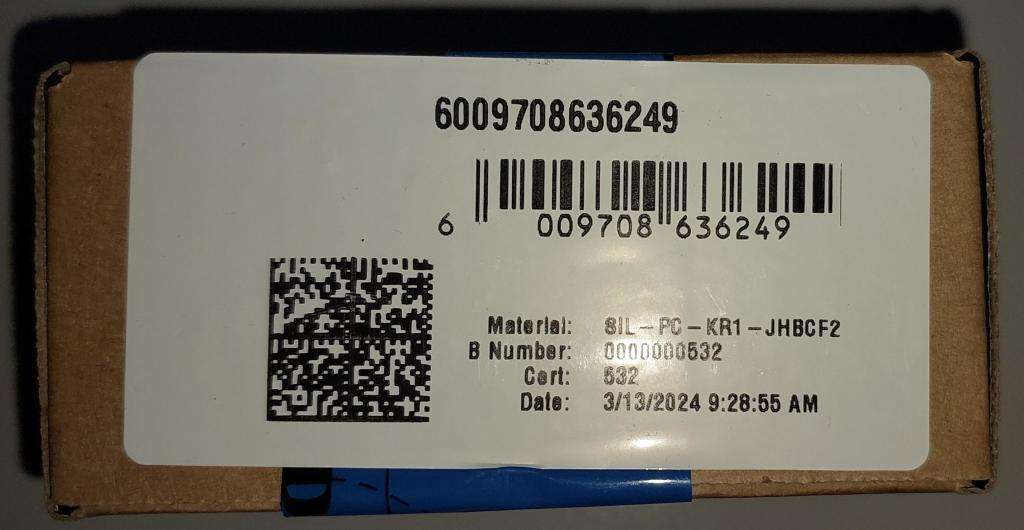 6009708636249
6 009708 636249
Material: SIL-PC-KR1-JHBCF2
B Number: 0000000532
Cert: 532
Date: 3/13/2024 9:28:55 AM
D